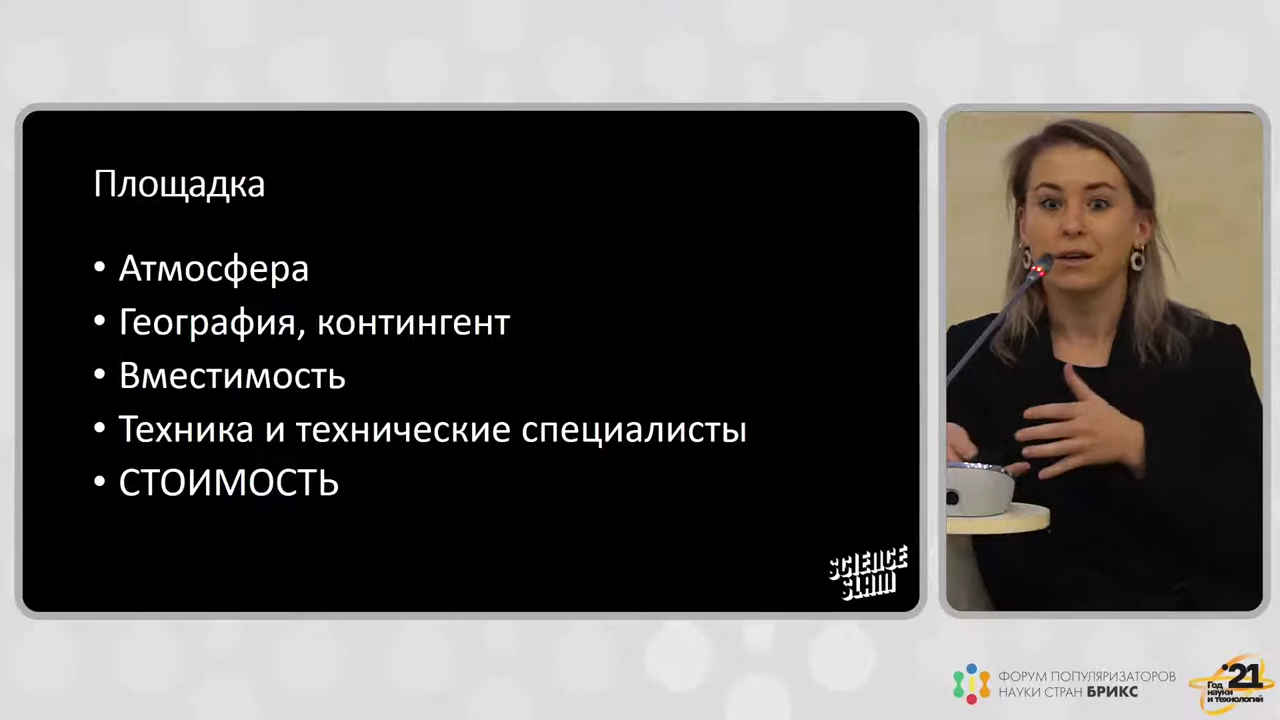 Площадка
• Атмосфера
• География, контингент
• Вместимость
• Техника и технические специалисты
• СТОИМОСТЬ
SCIENCE
SLAM
ФОРУМ ПОПУЛЯРИЗАТОРОВ
НАУКИ СТРАН БРИКС
'21
Год
науки
и технологий